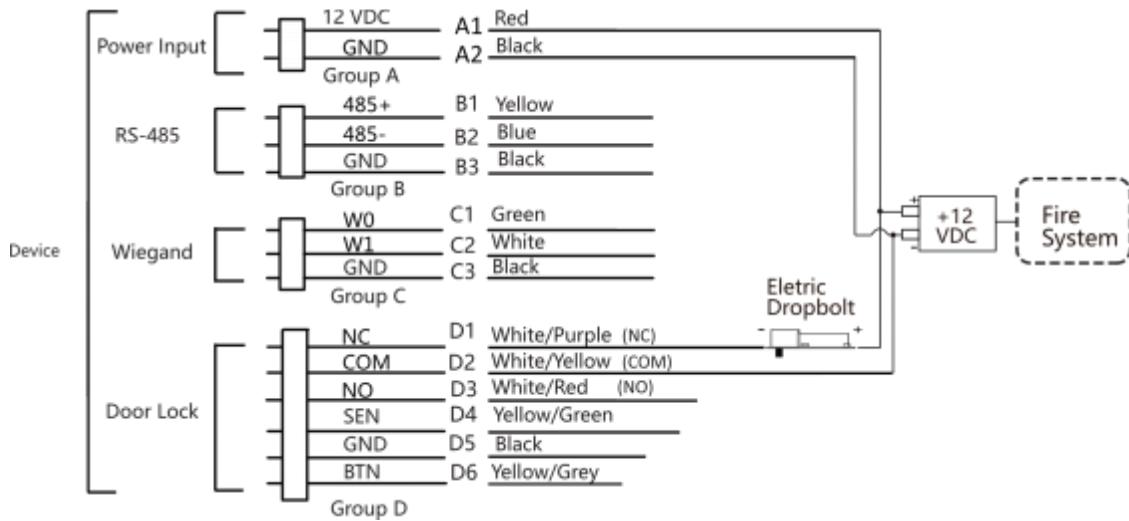 12 VDC A1 Red
Power Input
GND A2 Black
Group A
485+ B1 Yellow
RS-485
485- B2 Blue
GND B3 Black
Group B
W0 C1 Green
Wiegand
W1 C2 White
GND C3 Black
Group C
Device
+
+12
VDC
-
Fire
System
Eletric
Dropbolt
- +
NC D1 White/Purple (NC)
COM D2 White/Yellow (COM)
NO D3 White/Red (NO)
Door Lock
SEN D4 Yellow/Green
GND D5 Black
BTN D6 Yellow/Grey
Group D